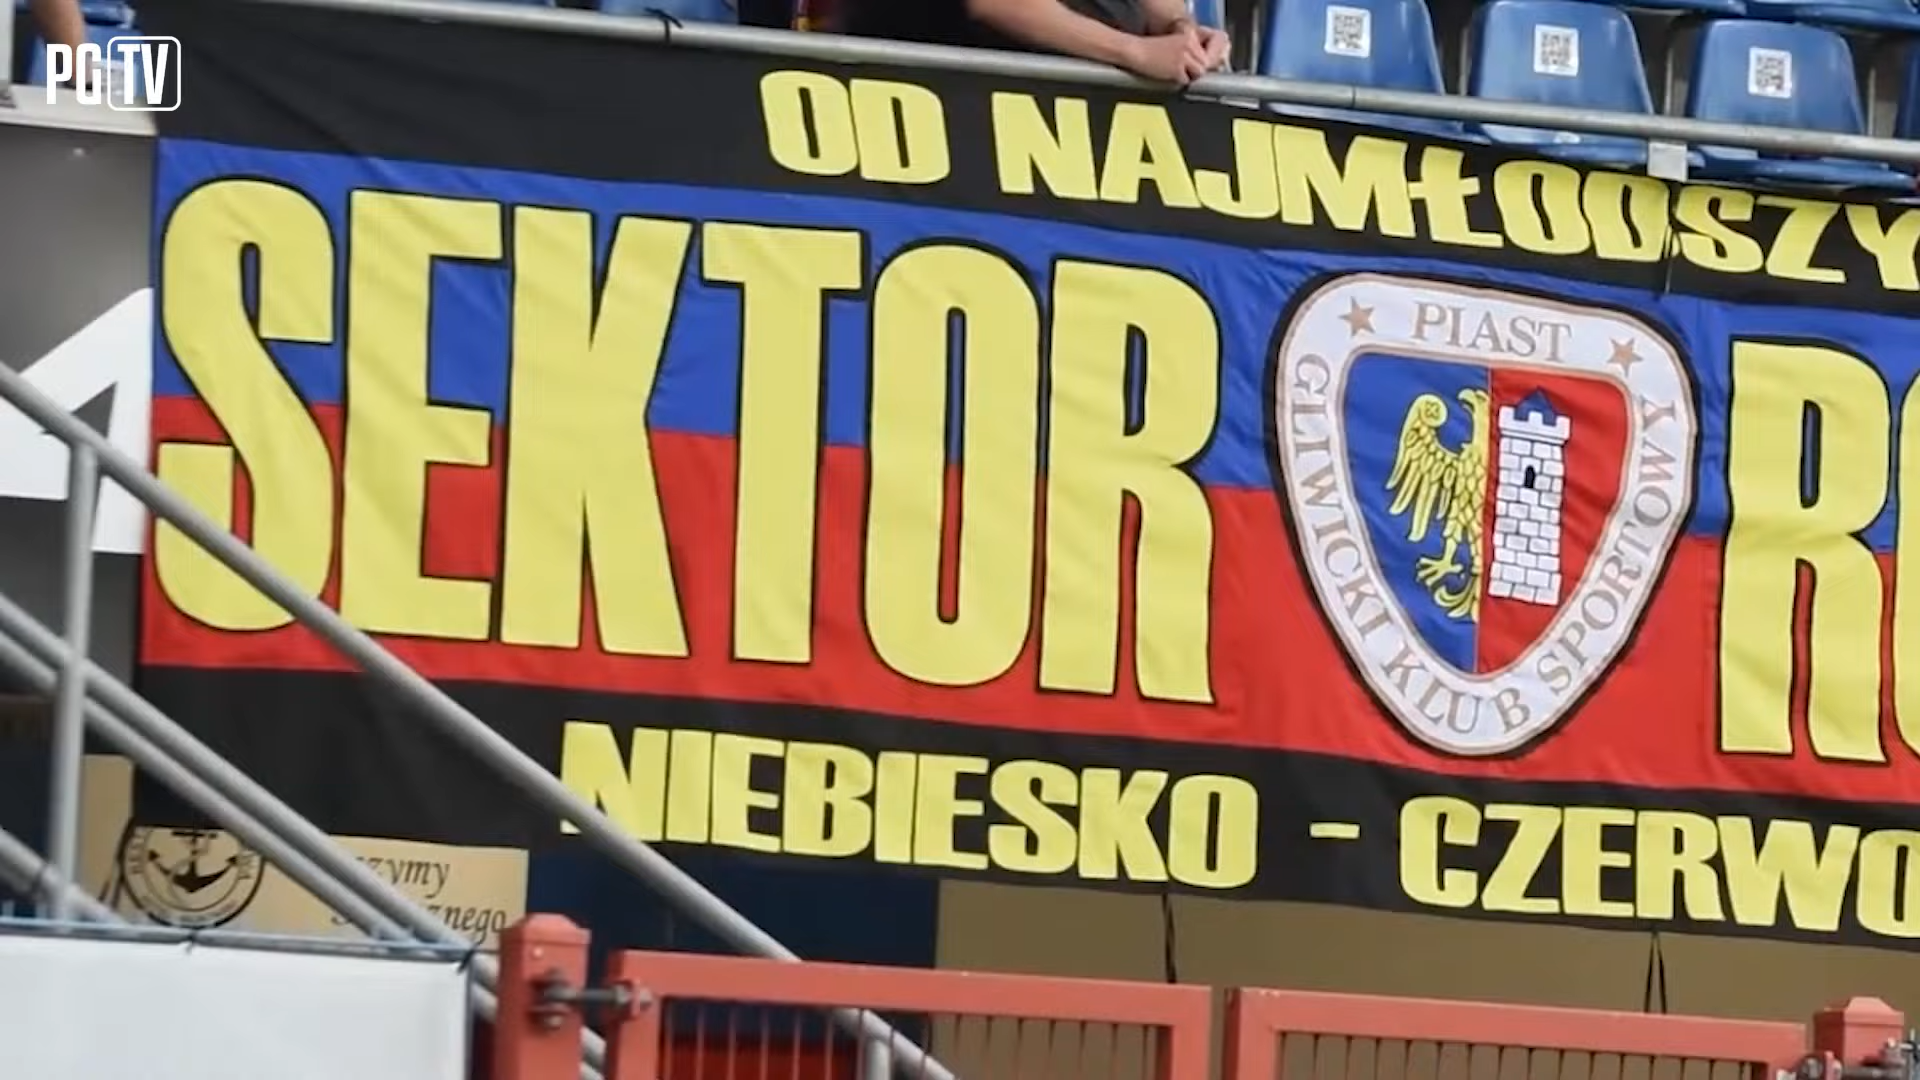 PGTV
OD NAJMŁODSZY
SEKTOR
PIAST
GLIWICKI KLUB SPORTOWY
NIEBIESKO - CZERWO